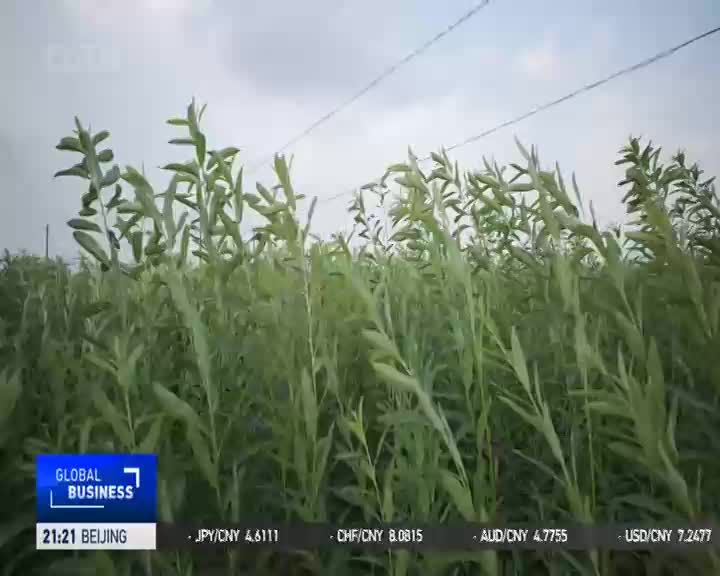 GLOBAL
BUSINESS
21:21 BEIJING
· JPY/CNY 4.6111 · CHF/CNY 8.0815 · AUD/CNY 4.7755 · USD/CNY 7.2477